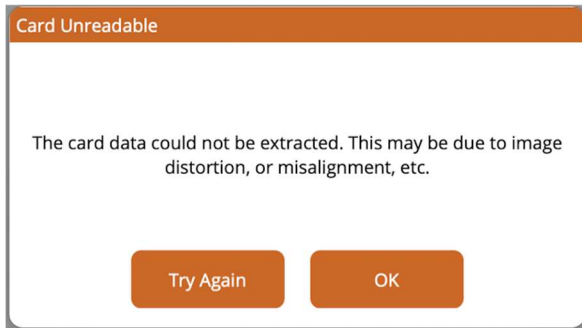 Card Unreadable
The card data could not be extracted. This may be due to image
distortion, or misalignment, etc.
Try Again
OK